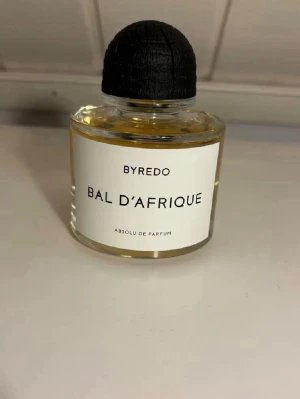 BYREDO
BAL D'AFRIQUE
ABSOLU DE PARFUM